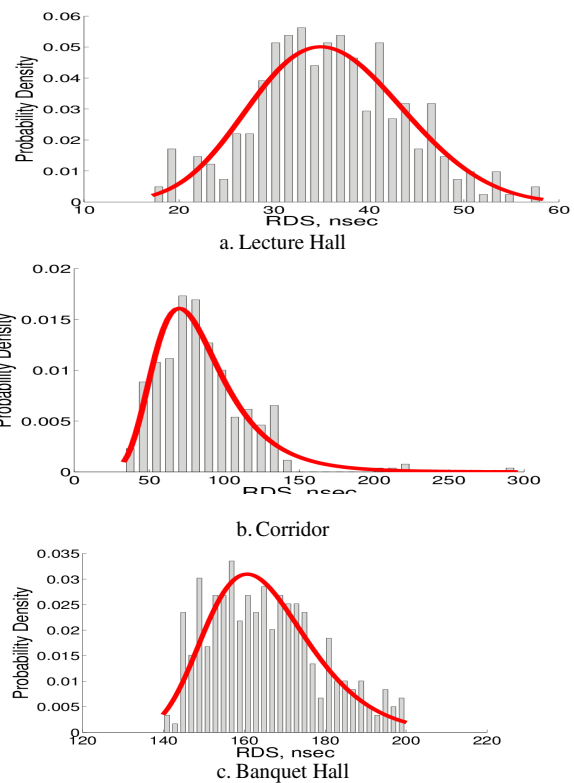 0.06
0.05
0.04
0.03
0.02
0.01
0
10 20 30 40 50 60
Probability Density
RDS, nsec
a. Lecture Hall
0.02
0.015
0.01
0.005
0
0 50 100 150 200 250 300
Probability Density
RDS, nsec
b. Corridor
0.035
0.03
0.025
0.02
0.015
0.01
0.005
0
120 140 160 180 200 220
Probability Density
RDS, nsec
c. Banquet Hall